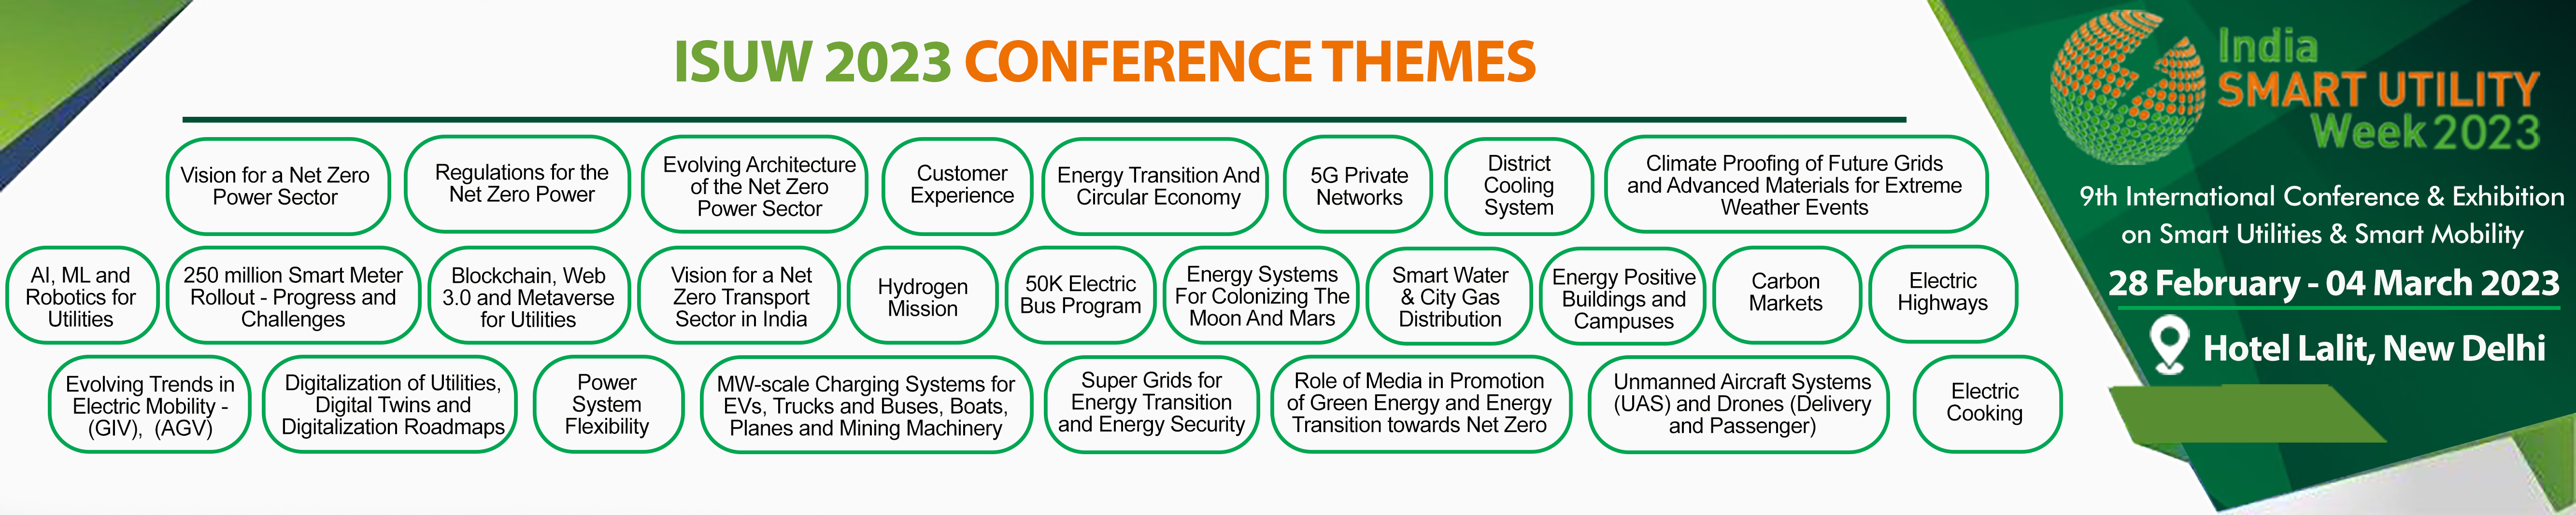 ISUW 2023 CONFERENCE THEMES
Vision for a Net Zero
Power Sector
Regulations for the
Net Zero Power
Evolving Architecture
of the Net Zero
Power Sector
Customer
Experience
Energy Transition And
Circular Economy
5G Private
Networks
District
Cooling
System
Climate Proofing of Future Grids
and Advanced Materials for Extreme
Weather Events
AI, ML and
Robotics for
Utilities
250 million Smart Meter
Rollout - Progress and
Challenges
Blockchain, Web
3.0 and Metaverse
for Utilities
Vision for a Net
Zero Transport
Sector in India
Hydrogen
Mission
50K Electric
Bus Program
Energy Systems
For Colonizing The
Moon And Mars
Smart Water
& City Gas
Distribution
Energy Positive
Buildings and
Campuses
Carbon
Markets
Electric
Highways
Evolving Trends in
Electric Mobility -
(GIV), (AGV)
Digitalization of Utilities,
Digital Twins and
Digitalization Roadmaps
Power
System
Flexibility
MW-scale Charging Systems for
EVs, Trucks and Buses, Boats,
Planes and Mining Machinery
Super Grids for
Energy Transition
and Energy Security
Role of Media in Promotion
of Green Energy and Energy
Transition towards Net Zero
Unmanned Aircraft Systems
(UAS) and Drones (Delivery
and Passenger)
Electric
Cooking
India
SMART UTILITY
Week 2023
9th International Conference & Exhibition
on Smart Utilities & Smart Mobility
28 February - 04 March 2023
Hotel Lalit, New Delhi